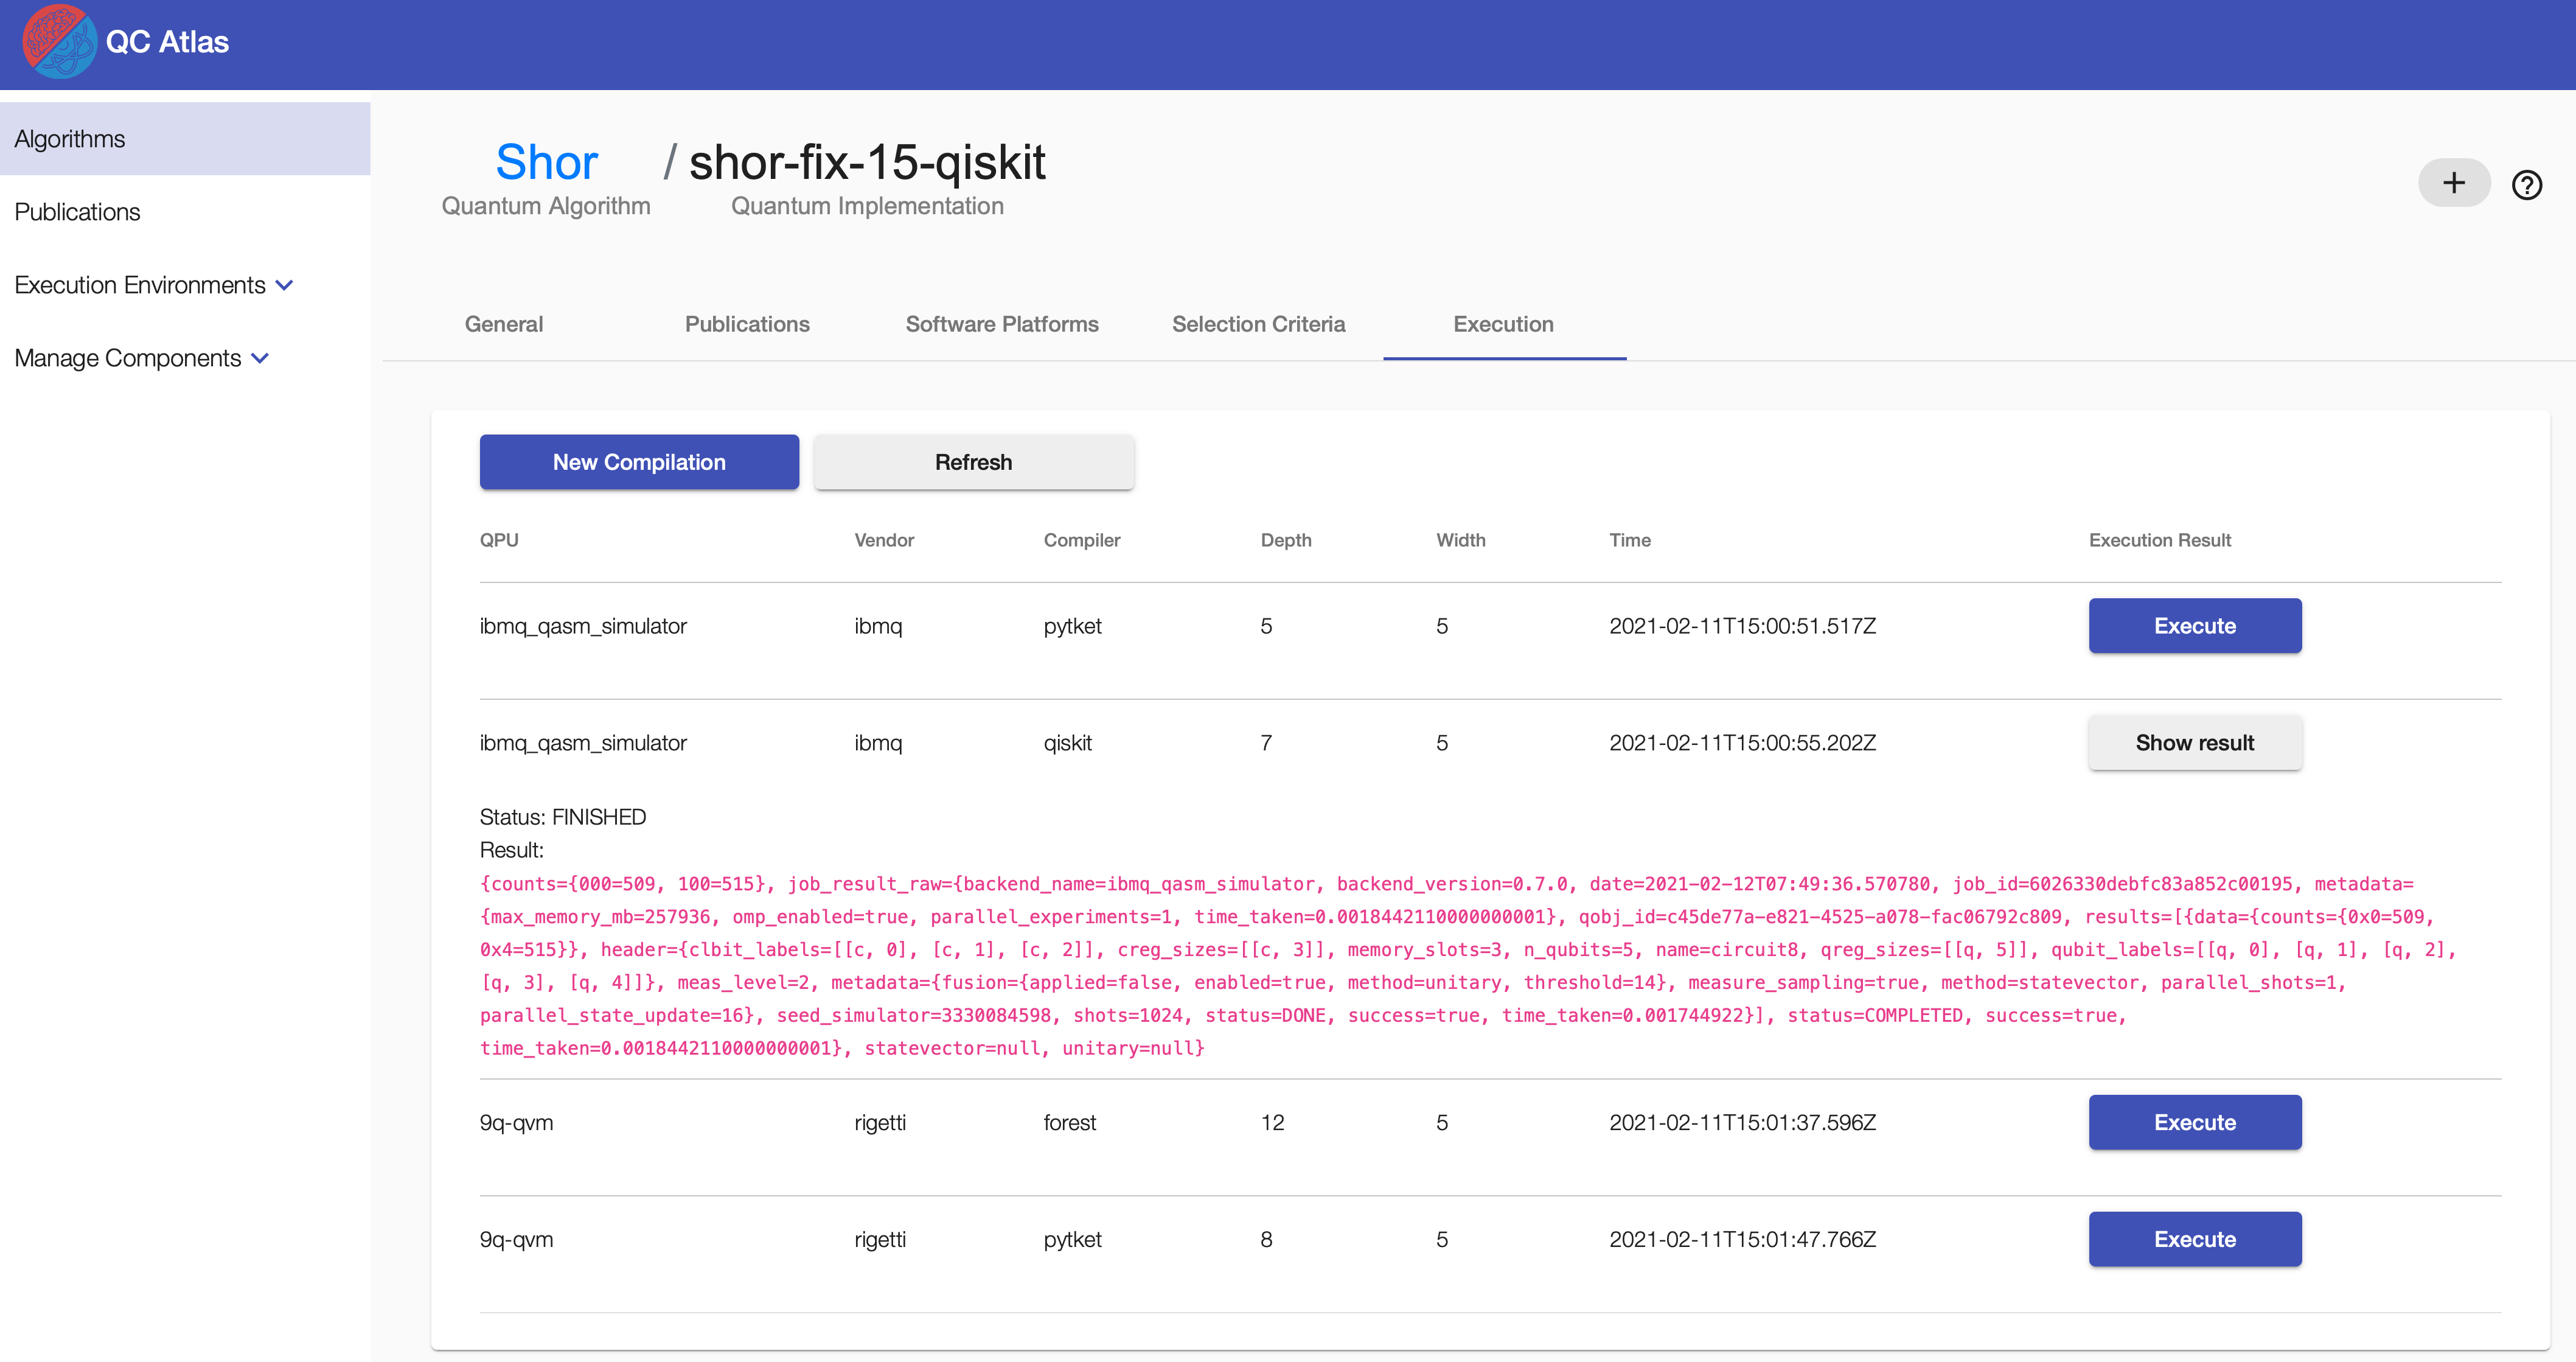 QC Atlas
Algorithms
Publications
Execution Environments
Manage Components
Shor / shor-fix-15-qiskit
Quantum Algorithm Quantum Implementation
General Publications Software Platforms Selection Criteria Execution
New Compilation Refresh
QPU Vendor Compiler Depth Width Time Execution Result
ibmq_qasm_simulator ibmq pytket 5 5 2021-02-11T15:00:51.517Z Execute
ibmq_qasm_simulator ibmq qiskit 7 5 2021-02-11T15:00:55.202Z Show result
Status: FINISHED
Result:
{counts={000=509, 100=515}, job_result_raw={backend_name=ibmq_qasm_simulator, backend_version=0.7.0, date=2021-02-12T07:49:36.570780, job_id=6026330debfc83a852c00195, metadata=
{max_memory_mb=257936, omp_enabled=true, parallel_experiments=1, time_taken=0.0018442110000000001}, qobj_id=c45de77a-e821-4525-a078-fac06792c809, results=[{data={counts={0x0=509,
0x4=515}}, header={clbit_labels=[[c, 0], [c, 1], [c, 2]], creg_sizes=[[c, 3]], memory_slots=3, n_qubits=5, name=circuit8, qreg_sizes=[[q, 5]], qubit_labels=[[q, 0], [q, 1], [q, 2],
[q, 3], [q, 4]]}, meas_level=2, metadata={fusion={applied=false, enabled=true, method=unitary, threshold=14}, measure_sampling=true, method=statevector, parallel_shots=1,
parallel_state_update=16}, seed_simulator=3330084598, shots=1024, status=DONE, success=true, time_taken=0.001744922}], status=COMPLETED, success=true,
time_taken=0.0018442110000000001}, statevector=null, unitary=null}
9q-qvm rigetti forest 12 5 2021-02-11T15:01:37.596Z Execute
9q-qvm rigetti pytket 8 5 2021-02-11T15:01:47.766Z Execute